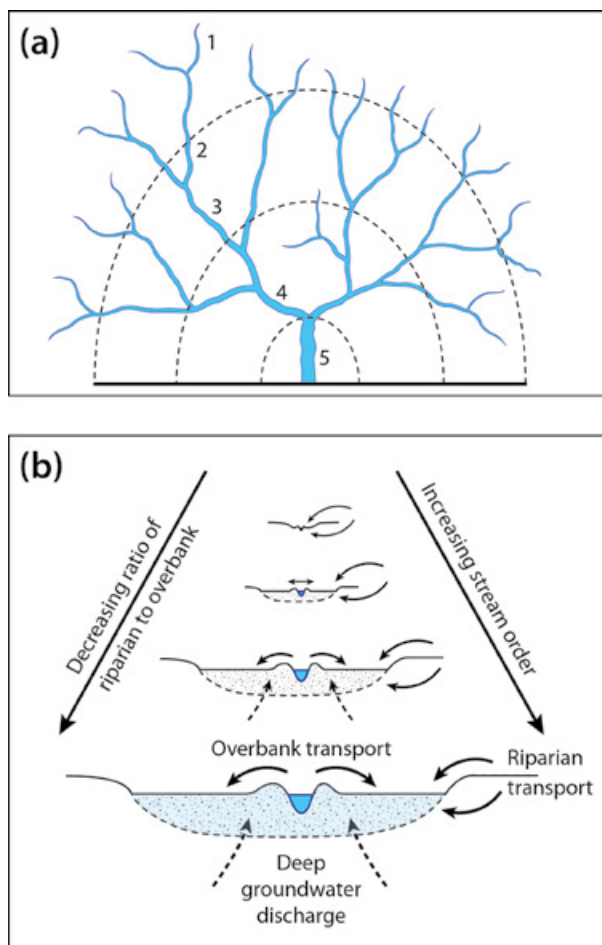 (a)
1
2
3
4
5
(b)
Decreasing ratio of
riparian to overbank
Increasing stream order
Overbank transport
Riparian
transport
Deep
groundwater
discharge